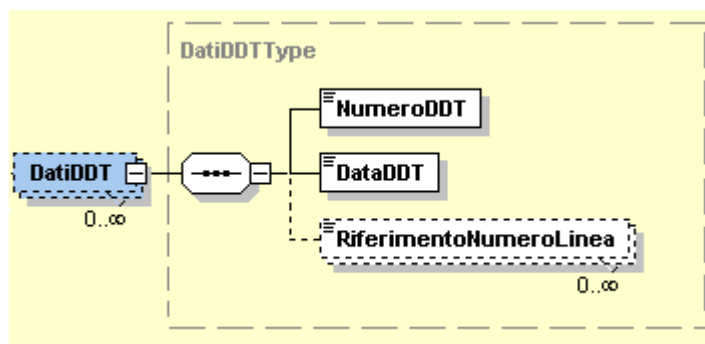 DatiDDTType
NumeroDDT
DatiDDT
DataDDT
0..∞
RiferimentoNumeroLinea
0..∞